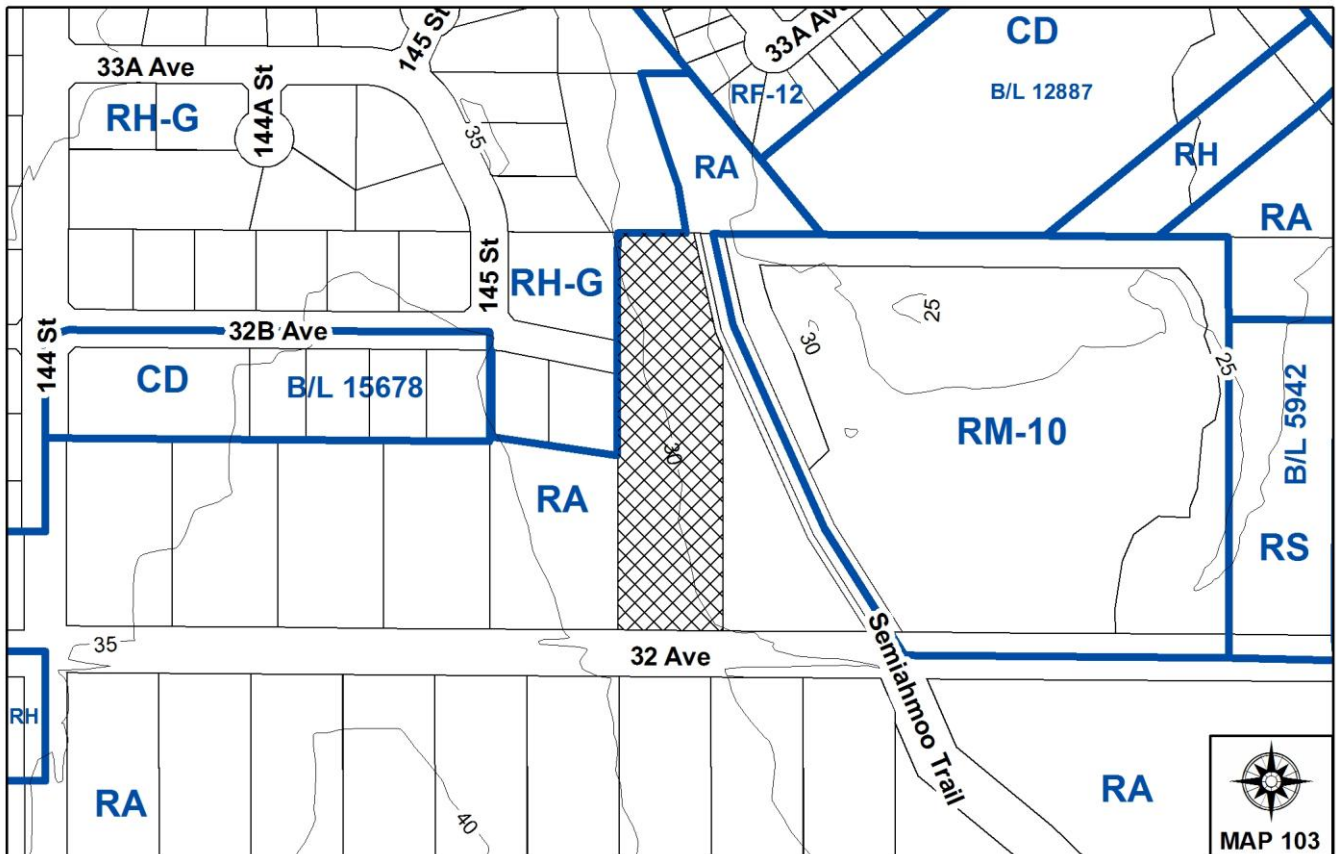 145 St
33A Ave
CD
33A Ave
144A St
RH-G
RF-12
B/L 12887
35
RA
RH
RA
145 St
RH-G
25
144 St
32B Ave
30
CD
B/L 15678
25
B/L 5942
RM-10
30
RA
RS
35
32 Ave
Semiahmoo Trail
RH
RA
40
RA
MAP 103